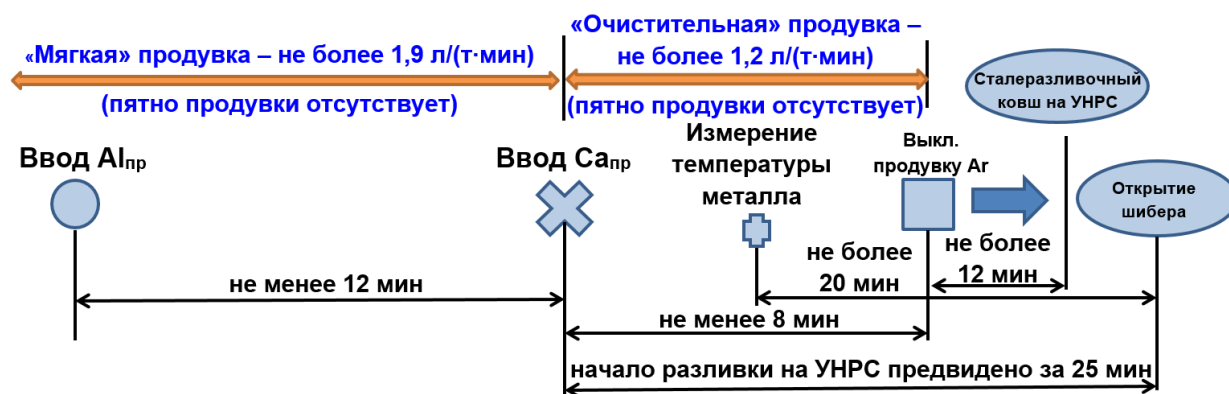 «Мягкая» продувка – не более 1,9 л/(т·мин)
(пятно продувки отсутствует)
«Очистительная» продувка –
не более 1,2 л/(т·мин)
(пятно продувки отсутствует)
Сталеразливочный
ковш на УНРС
Ввод Alпр
Ввод Caпр
Измерение
температуры
металла
Выкл.
продувку Ar
Открытие
шибера
не менее 12 мин
не более
20 мин
не более
12 мин
не менее 8 мин
начало разливки на УНРС предвидено за 25 мин